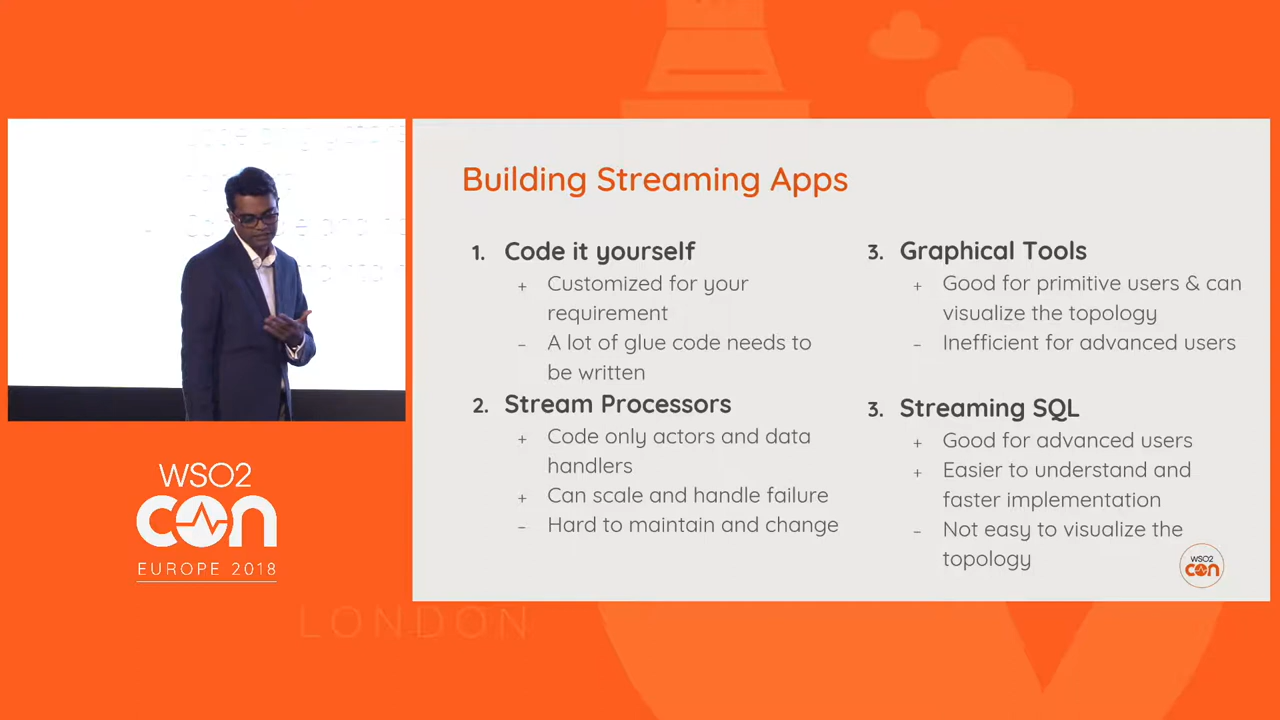 Building Streaming Apps
1. Code it yourself
+ Customized for your
requirement
- A lot of glue code needs to
be written
2. Stream Processors
+ Code only actors and data
handlers
+ Can scale and handle failure
- Hard to maintain and change
3. Graphical Tools
+ Good for primitive users & can
visualize the topology
- Inefficient for advanced users
3. Streaming SQL
+ Good for advanced users
+ Easier to understand and
faster implementation
- Not easy to visualize the
topology
WSO2
con
WSO2
con
EUROPE 2018
LONDON